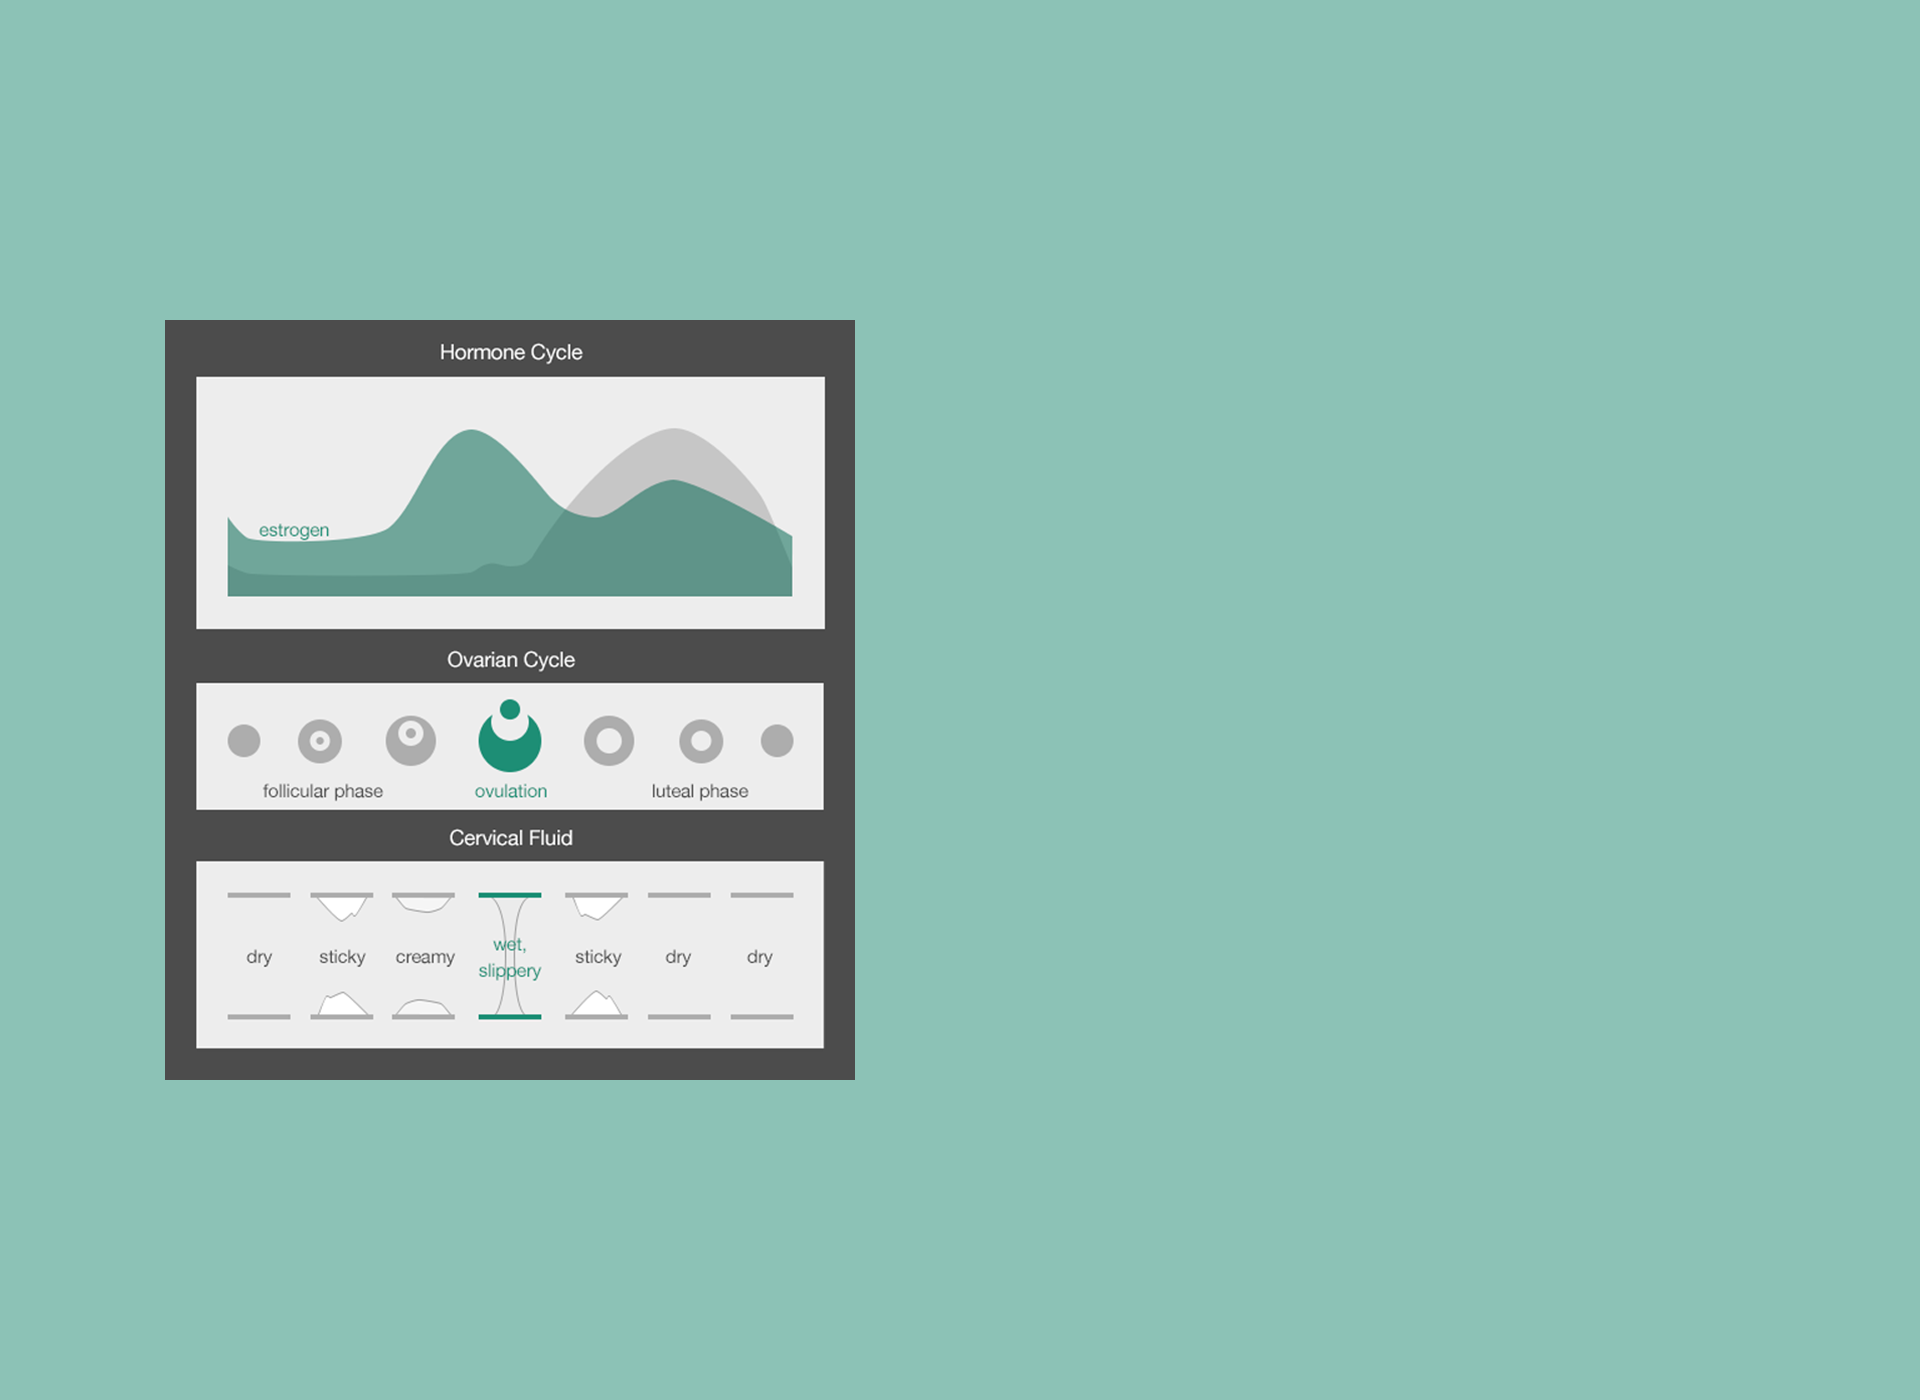 Hormone Cycle
estrogen
Ovarian Cycle
follicular phase
ovulation
luteal phase
Cervical Fluid
dry
sticky
creamy
wet,
slippery
sticky
dry
dry